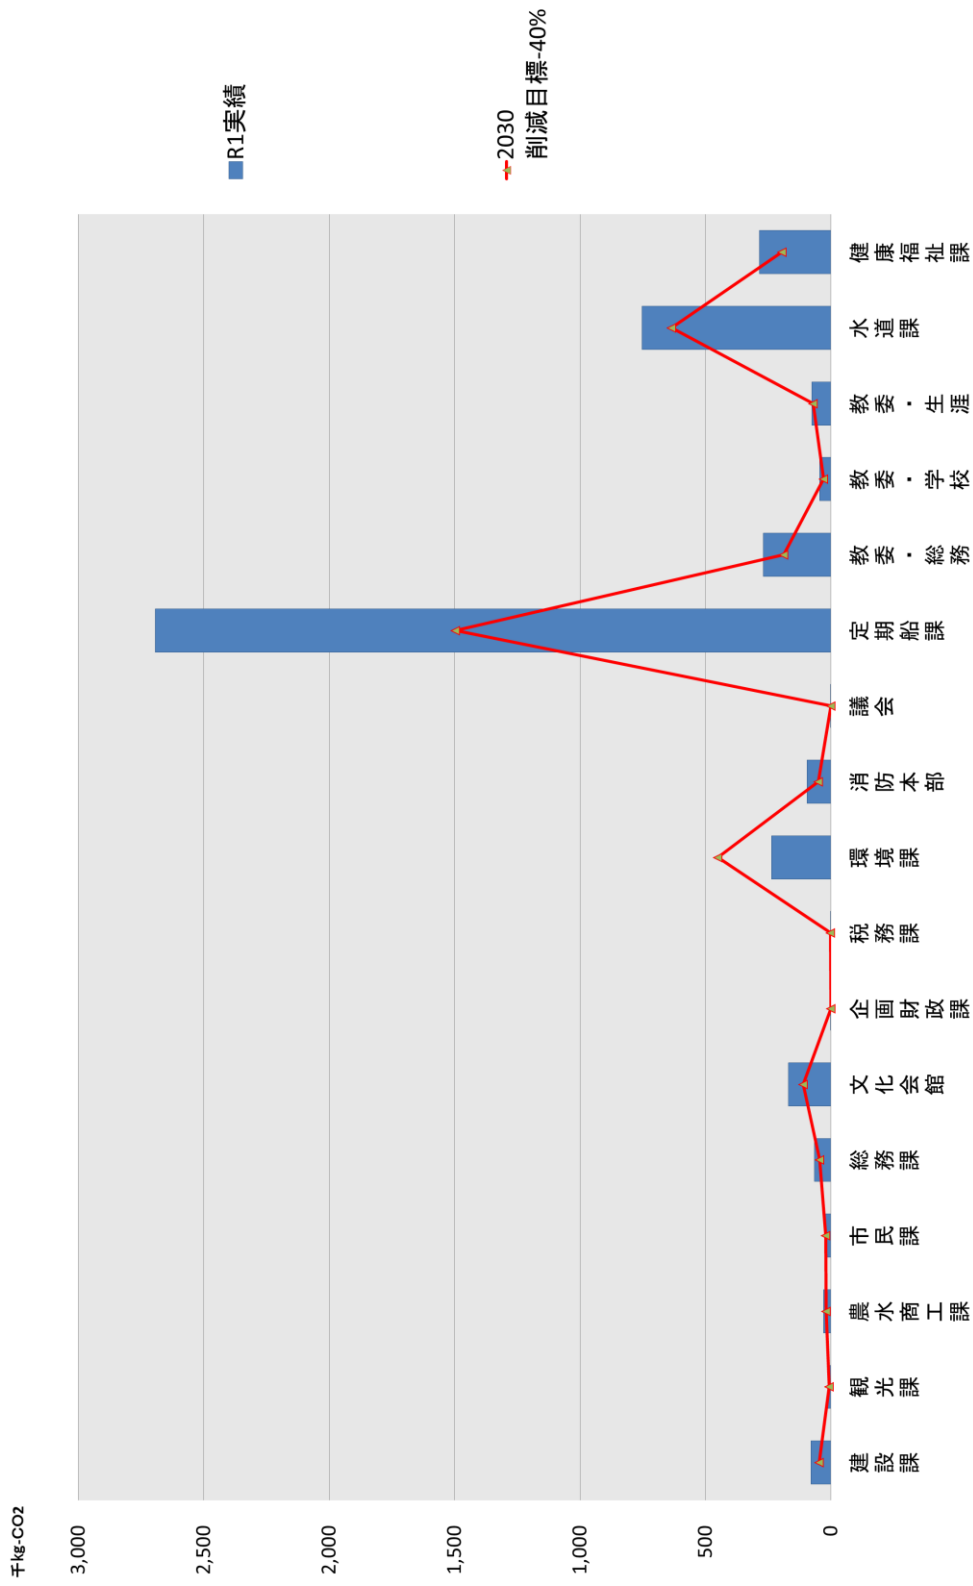 千kg-CO2
3,000
2,500
2,000
1,500
1,000
500
0
建設課
観光課
農水商工課
市民課
総務課
文化会館
企画財政課
税務課
環境課
消防本部
議会
定期船課
教委・総務
教委・学校
教委・生涯
水道課
健康福祉課
R1実績
2030
削減目標-40%